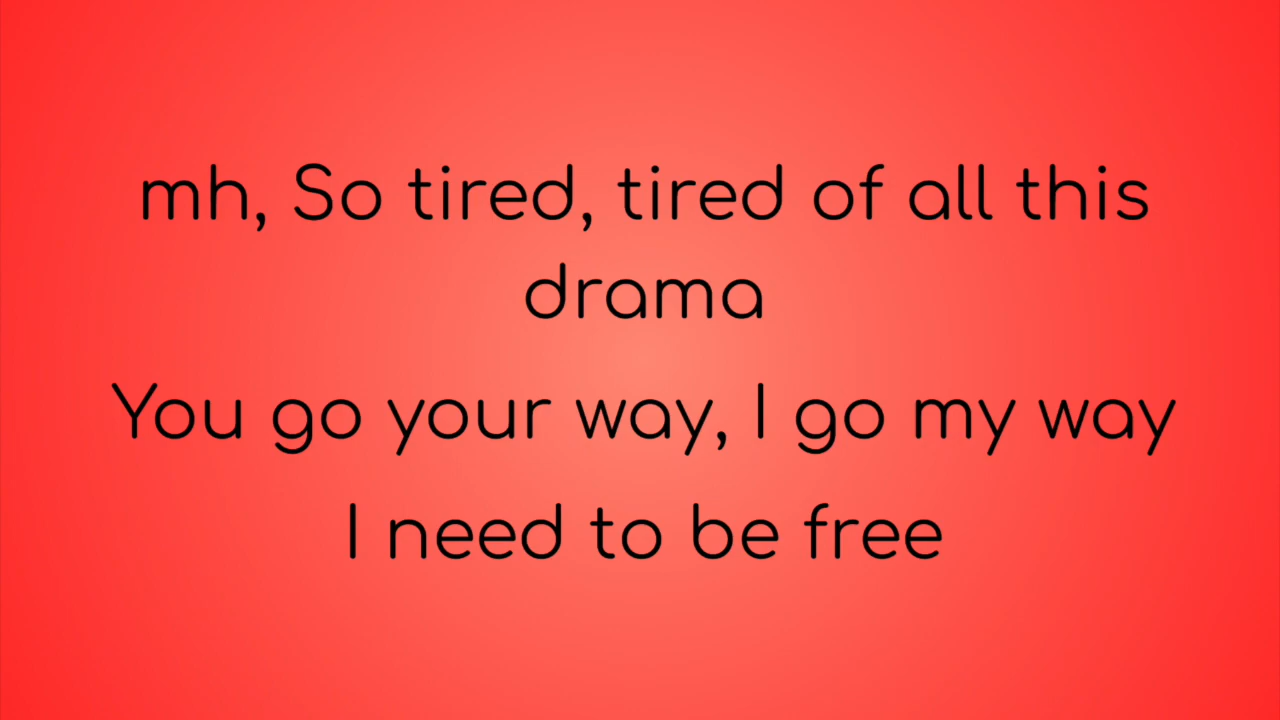 mh, So tired, tired of all this
drama
You go your way, I go my way
I need to be free